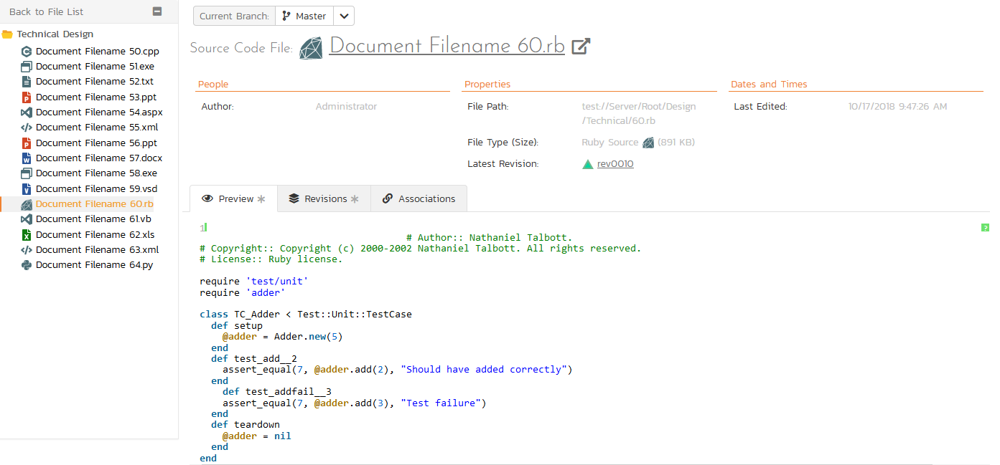 Back to File List
Technical Design
Document Filename 50.cpp
Document Filename 51.exe
Document Filename 52.txt
Document Filename 53.ppt
Document Filename 54.aspx
Document Filename 55.xml
Document Filename 56.ppt
Document Filename 57.docx
Document Filename 58.exe
Document Filename 59.vsd
Document Filename 60.rb
Document Filename 61.vb
Document Filename 62.xls
Document Filename 63.xml
Document Filename 64.py
Current Branch: Master
Source Code File: Document Filename 60.rb
People
Author: Administrator
Properties
File Path: test://Server/Root/Design
/Technical/60.rb
File Type (Size): Ruby Source (891 KB)
Latest Revision: rev0010
Dates and Times
Last Edited: 10/17/2018 9:47:26 AM
Preview Revisions Associations
1
# Author:: Nathaniel Talbott.
# Copyright:: Copyright (c) 2000-2002 Nathaniel Talbott. All rights reserved.
# License:: Ruby license.
require 'test/unit'
require 'adder'
class TC_Adder < Test::Unit::TestCase
  def setup
    @adder = Adder.new(5)
  end
  def test_add__2
    assert_equal(7, @adder.add(2), "Should have added correctly")
  end
    def test_addfail__3
    assert_equal(7, @adder.add(3), "Test failure")
  end
  def teardown
    @adder = nil
  end
end